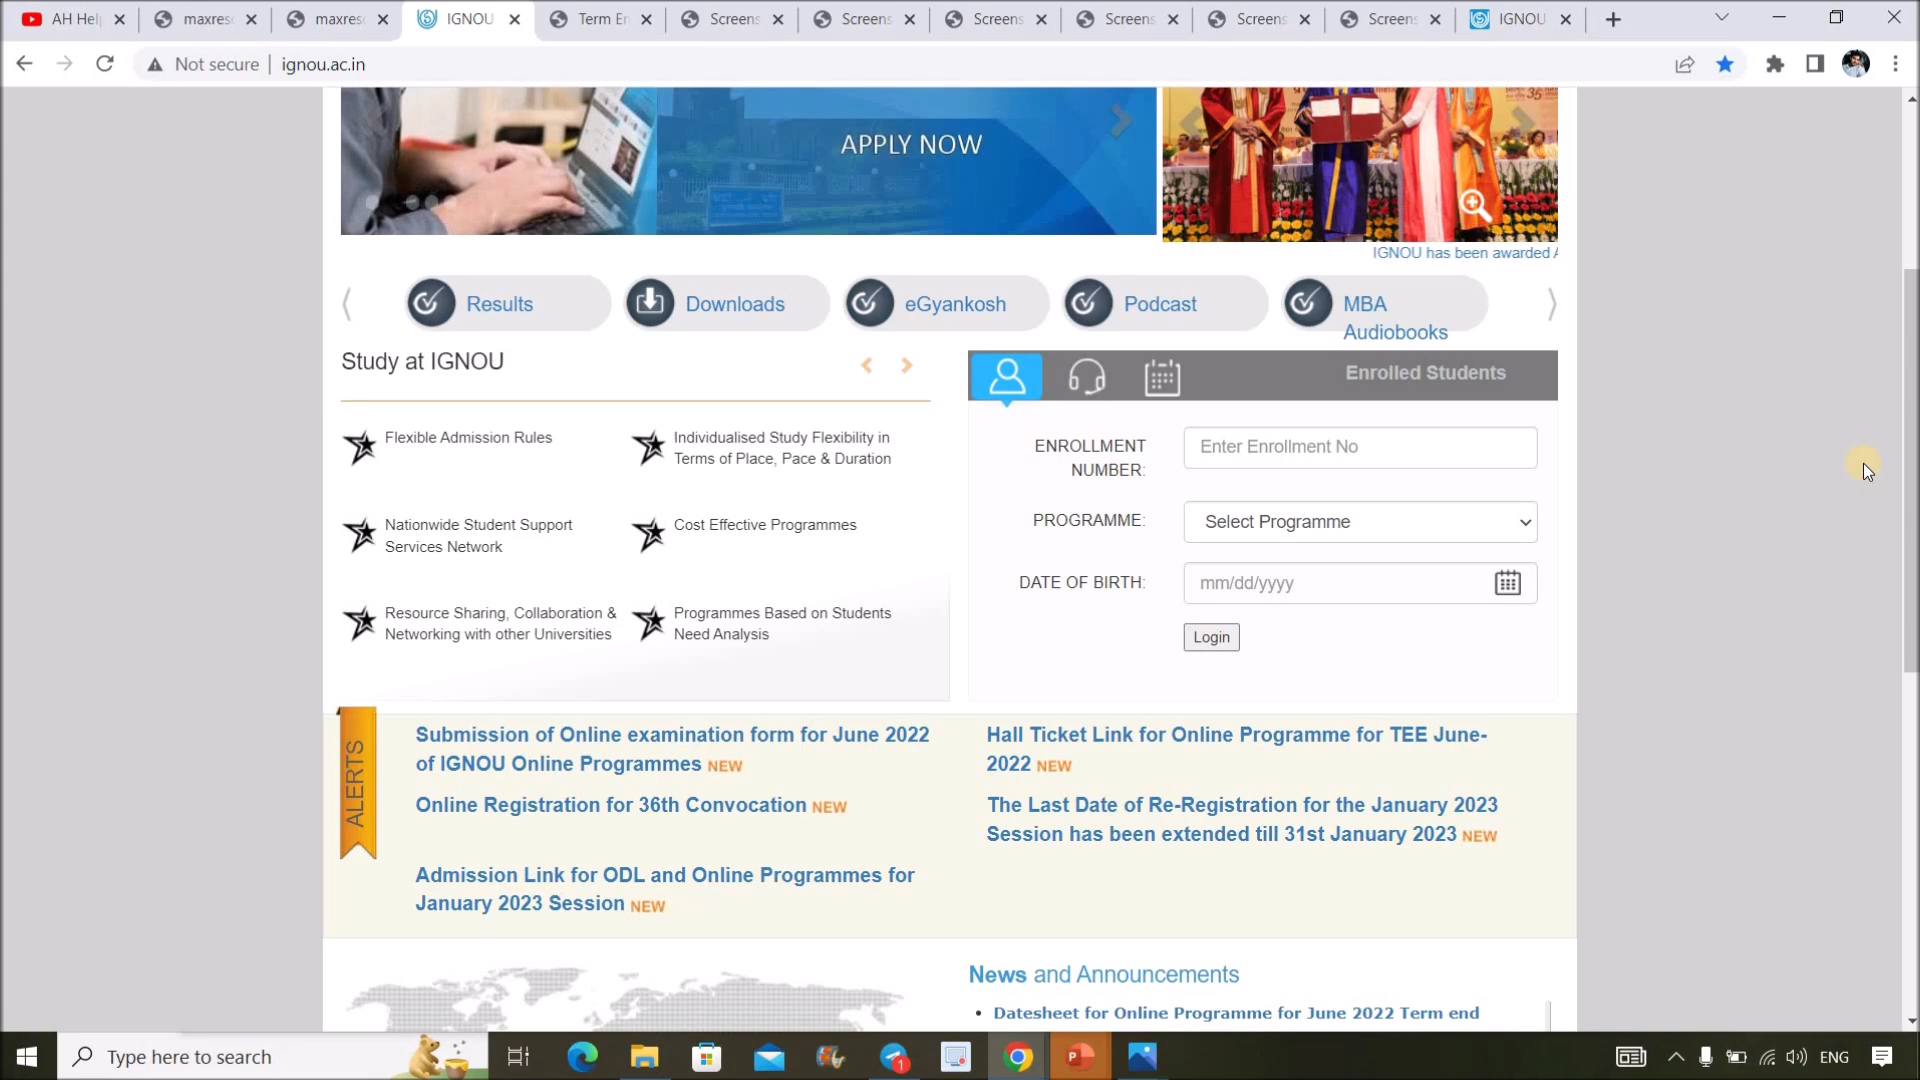 AH Hel
maxres
maxres
IGNOU
Term E
Screens
Screens
Screens
Screens
Screens
Screens
IGNOU
Not secure
ignou.ac.in
APPLY NOW
35
IGNOU has been awarded A
Results
Downloads
eGyankosh
Podcast
MBA
Audiobooks
Study at IGNOU
Enrolled Students
Flexible Admission Rules
Individualised Study Flexibility in
Terms of Place, Pace & Duration
Nationwide Student Support
Services Network
Cost Effective Programmes
Resource Sharing, Collaboration &
Networking with other Universities
Programmes Based on Students
Need Analysis
ENROLLMENT
NUMBER:
Enter Enrollment No
PROGRAMME:
Select Programme
DATE OF BIRTH:
mm/dd/yyyy
Login
ALERTS
Submission of Online examination form for June 2022
of IGNOU Online Programmes NEW
Hall Ticket Link for Online Programme for TEE June-
2022 NEW
Online Registration for 36th Convocation NEW
The Last Date of Re-Registration for the January 2023
Session has been extended till 31st January 2023 NEW
Admission Link for ODL and Online Programmes for
January 2023 Session NEW
News and Announcements
Datesheet for Online Programme for June 2022 Term end
Type here to search
1
P
ENG